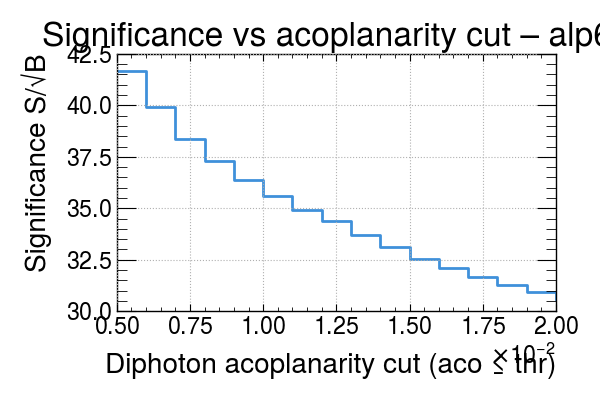 Significance vs acoplanarity cut – alp6
Significance S/√B
42.5
40.0
37.5
35.0
32.5
30.0
0.50 0.75 1.00 1.25 1.50 1.75 2.00
×10⁻²
Diphoton acoplanarity cut (aco ≤ thr)